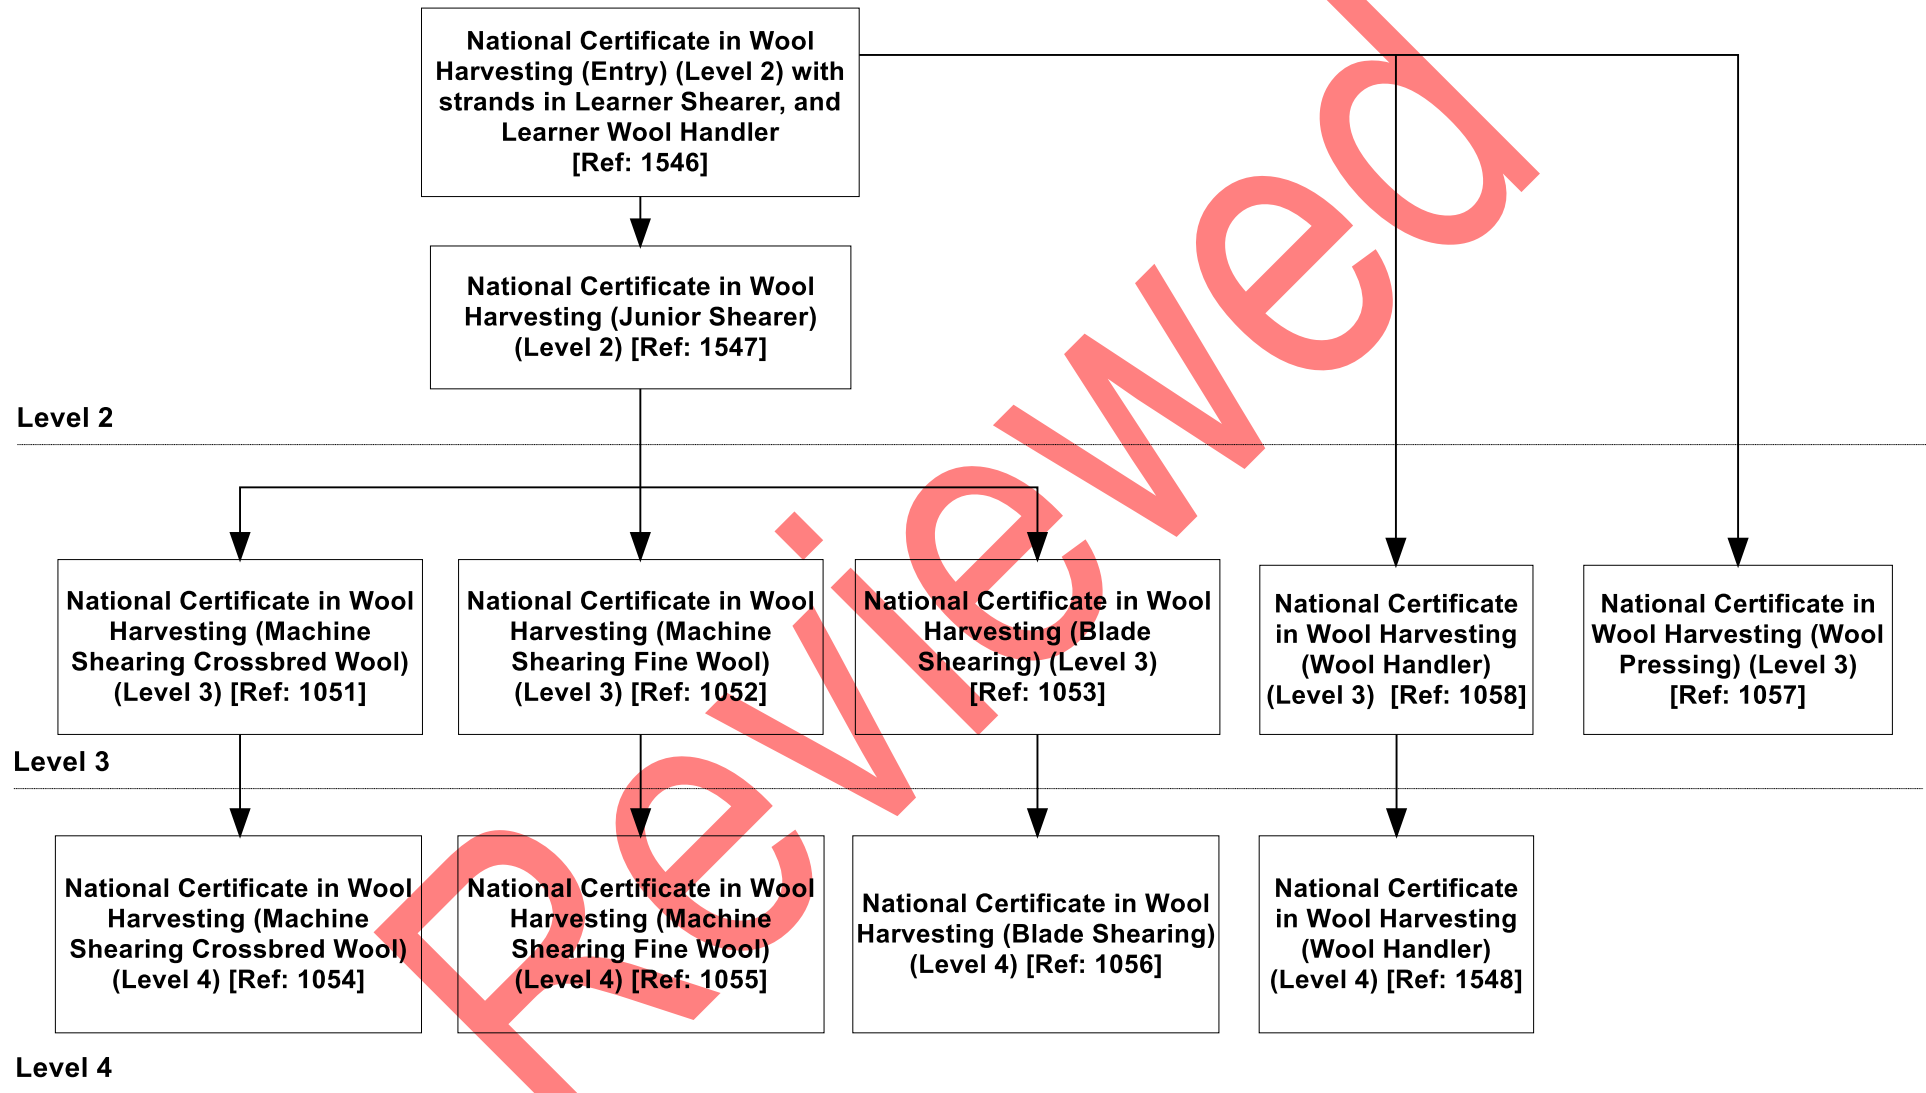 National Certificate in Wool
Harvesting (Entry) (Level 2) with
strands in Learner Shearer, and
Learner Wool Handler
[Ref: 1546]
National Certificate in Wool
Harvesting (Junior Shearer)
(Level 2) [Ref: 1547]
Level 2
National Certificate in Wool
Harvesting (Machine
Shearing Crossbred Wool)
(Level 3) [Ref: 1051]
National Certificate in Wool
Harvesting (Machine
Shearing Fine Wool)
(Level 3) [Ref: 1052]
National Certificate in Wool
Harvesting (Blade
Shearing) (Level 3)
[Ref: 1053]
National Certificate
in Wool Harvesting
(Wool Handler)
(Level 3)  [Ref: 1058]
National Certificate in
Wool Harvesting (Wool
Pressing) (Level 3)
[Ref: 1057]
Level 3
National Certificate in Wool
Harvesting (Machine
Shearing Crossbred Wool)
(Level 4) [Ref: 1054]
National Certificate in Wool
Harvesting (Machine
Shearing Fine Wool)
(Level 4) [Ref: 1055]
National Certificate in Wool
Harvesting (Blade Shearing)
(Level 4) [Ref: 1056]
National Certificate
in Wool Harvesting
(Wool Handler)
(Level 4) [Ref: 1548]
Level 4
Reviewed